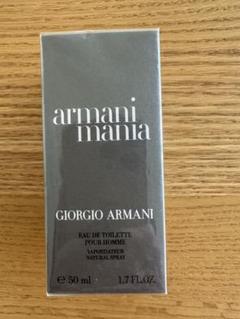 armani
mania
GIORGIO ARMANI
EAU DE TOILETTE
POUR HOMME
VAPORISATEUR
NATURAL SPRAY
℮ 50 ml 1.7 FL.OZ.